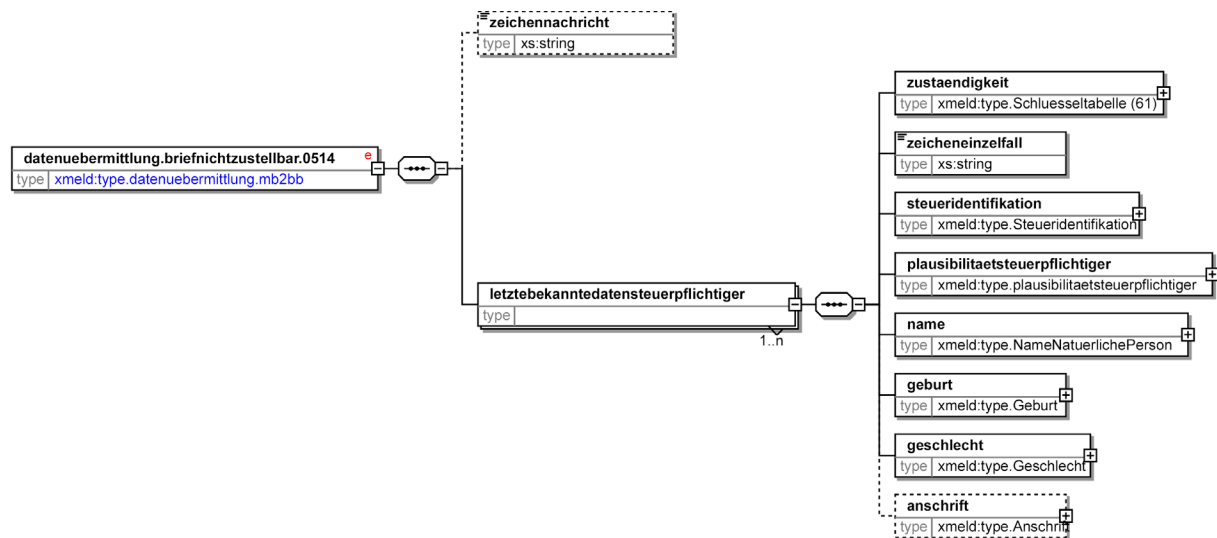 zeichennachricht
type xs:string
zustaendigkeit
type xmeld:type.Schluesseltabelle (61)
datenuebermittlung.briefnichtzustellbar.0514 e
type xmeld:type.datenuebermittlung.mb2bb
zeicheneinzelfall
type xs:string
steueridentifikation
type xmeld:type.Steueridentifikation
plausibilitaetsteuerpflichtiger
type xmeld:type.plausibilitaetsteuerpflichtiger
letztebekanntedatensteuerpflichtiger
type
1..n
name
type xmeld:type.NameNatuerlichePerson
geburt
type xmeld:type.Geburt
geschlecht
type xmeld:type.Geschlecht
anschrift
type xmeld:type.Anschrift